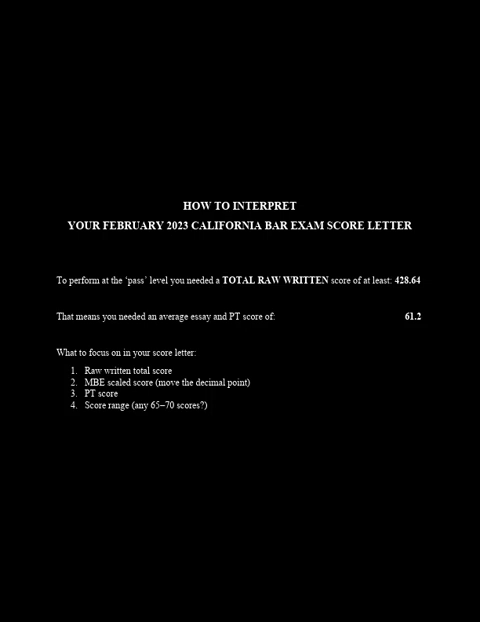 HOW TO INTERPRET
YOUR FEBRUARY 2023 CALIFORNIA BAR EXAM SCORE LETTER
To perform at the ‘pass’ level you needed a TOTAL RAW WRITTEN score of at least: 428.64
That means you needed an average essay and PT score of: 61.2
What to focus on in your score letter:
1. Raw written total score
2. MBE scaled score (move the decimal point)
3. PT score
4. Score range (any 65–70 scores?)